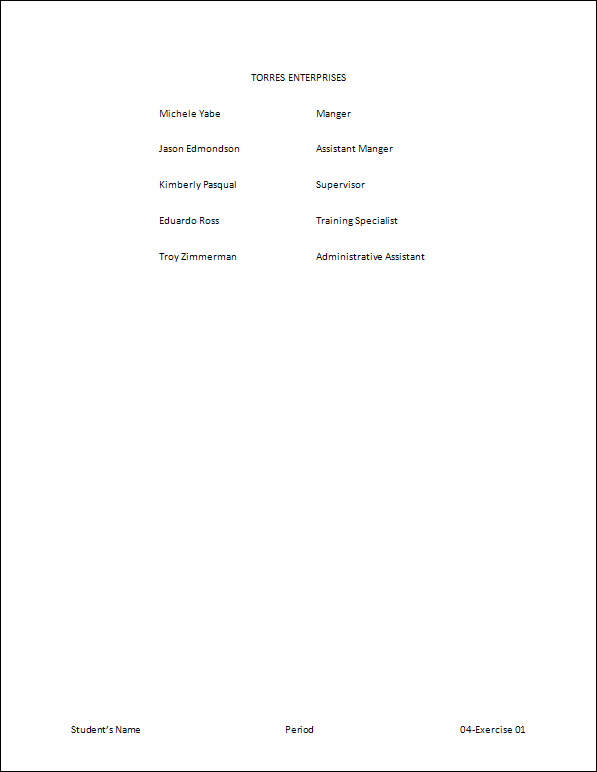 TORRES ENTERPRISES
Michele Yabe Manger
Jason Edmondson Assistant Manger
Kimberly Pasqual Supervisor
Eduardo Ross Training Specialist
Troy Zimmerman Administrative Assistant
Student's Name Period 04-Exercise 01